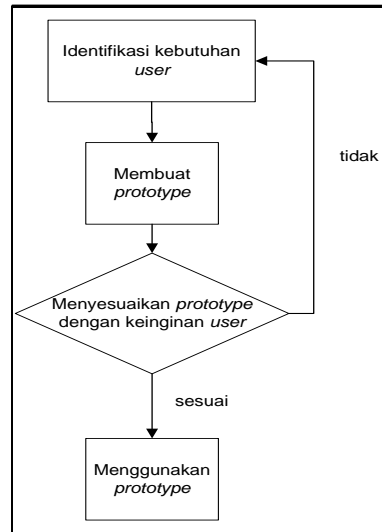 Identifikasi kebutuhan
user
Membuat
prototype
tidak
Menyesuaikan prototype
dengan keinginan user
sesuai
Menggunakan
prototype